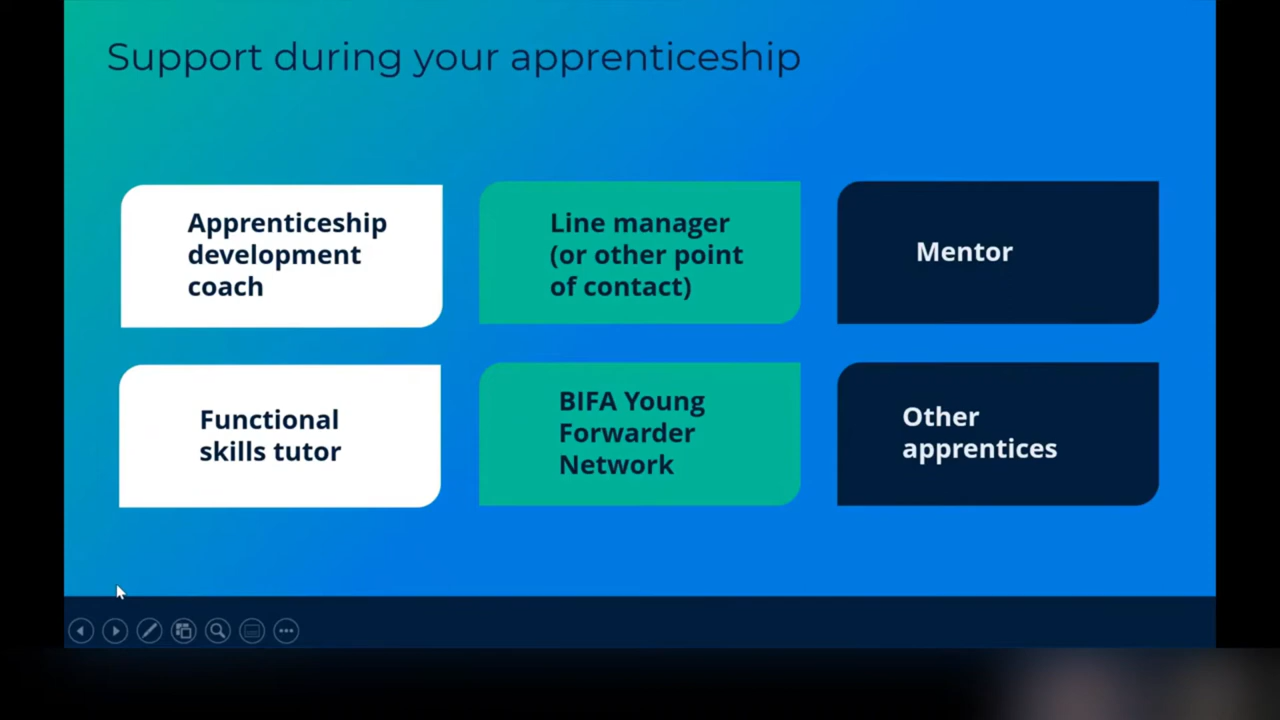 Support during your apprenticeship
Apprenticeship
development
coach
Line manager
(or other point
of contact)
Mentor
Functional
skills tutor
BIFA Young
Forwarder
Network
Other
apprentices